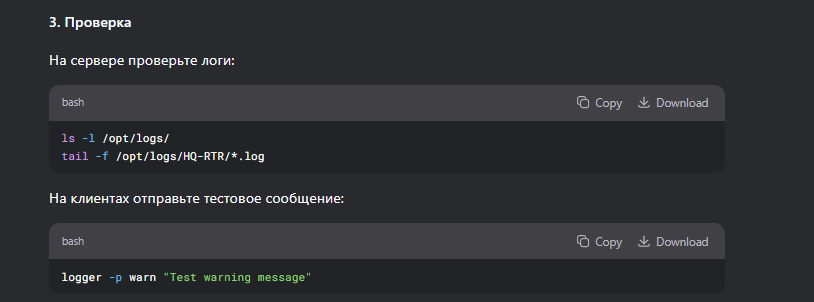 3. Проверка
На сервере проверьте логи:
bash
Copy
Download
ls -l /opt/logs/
tail -f /opt/logs/HQ-RTR/*.log
На клиентах отправьте тестовое сообщение:
bash
Copy
Download
logger -p warn "Test warning message"